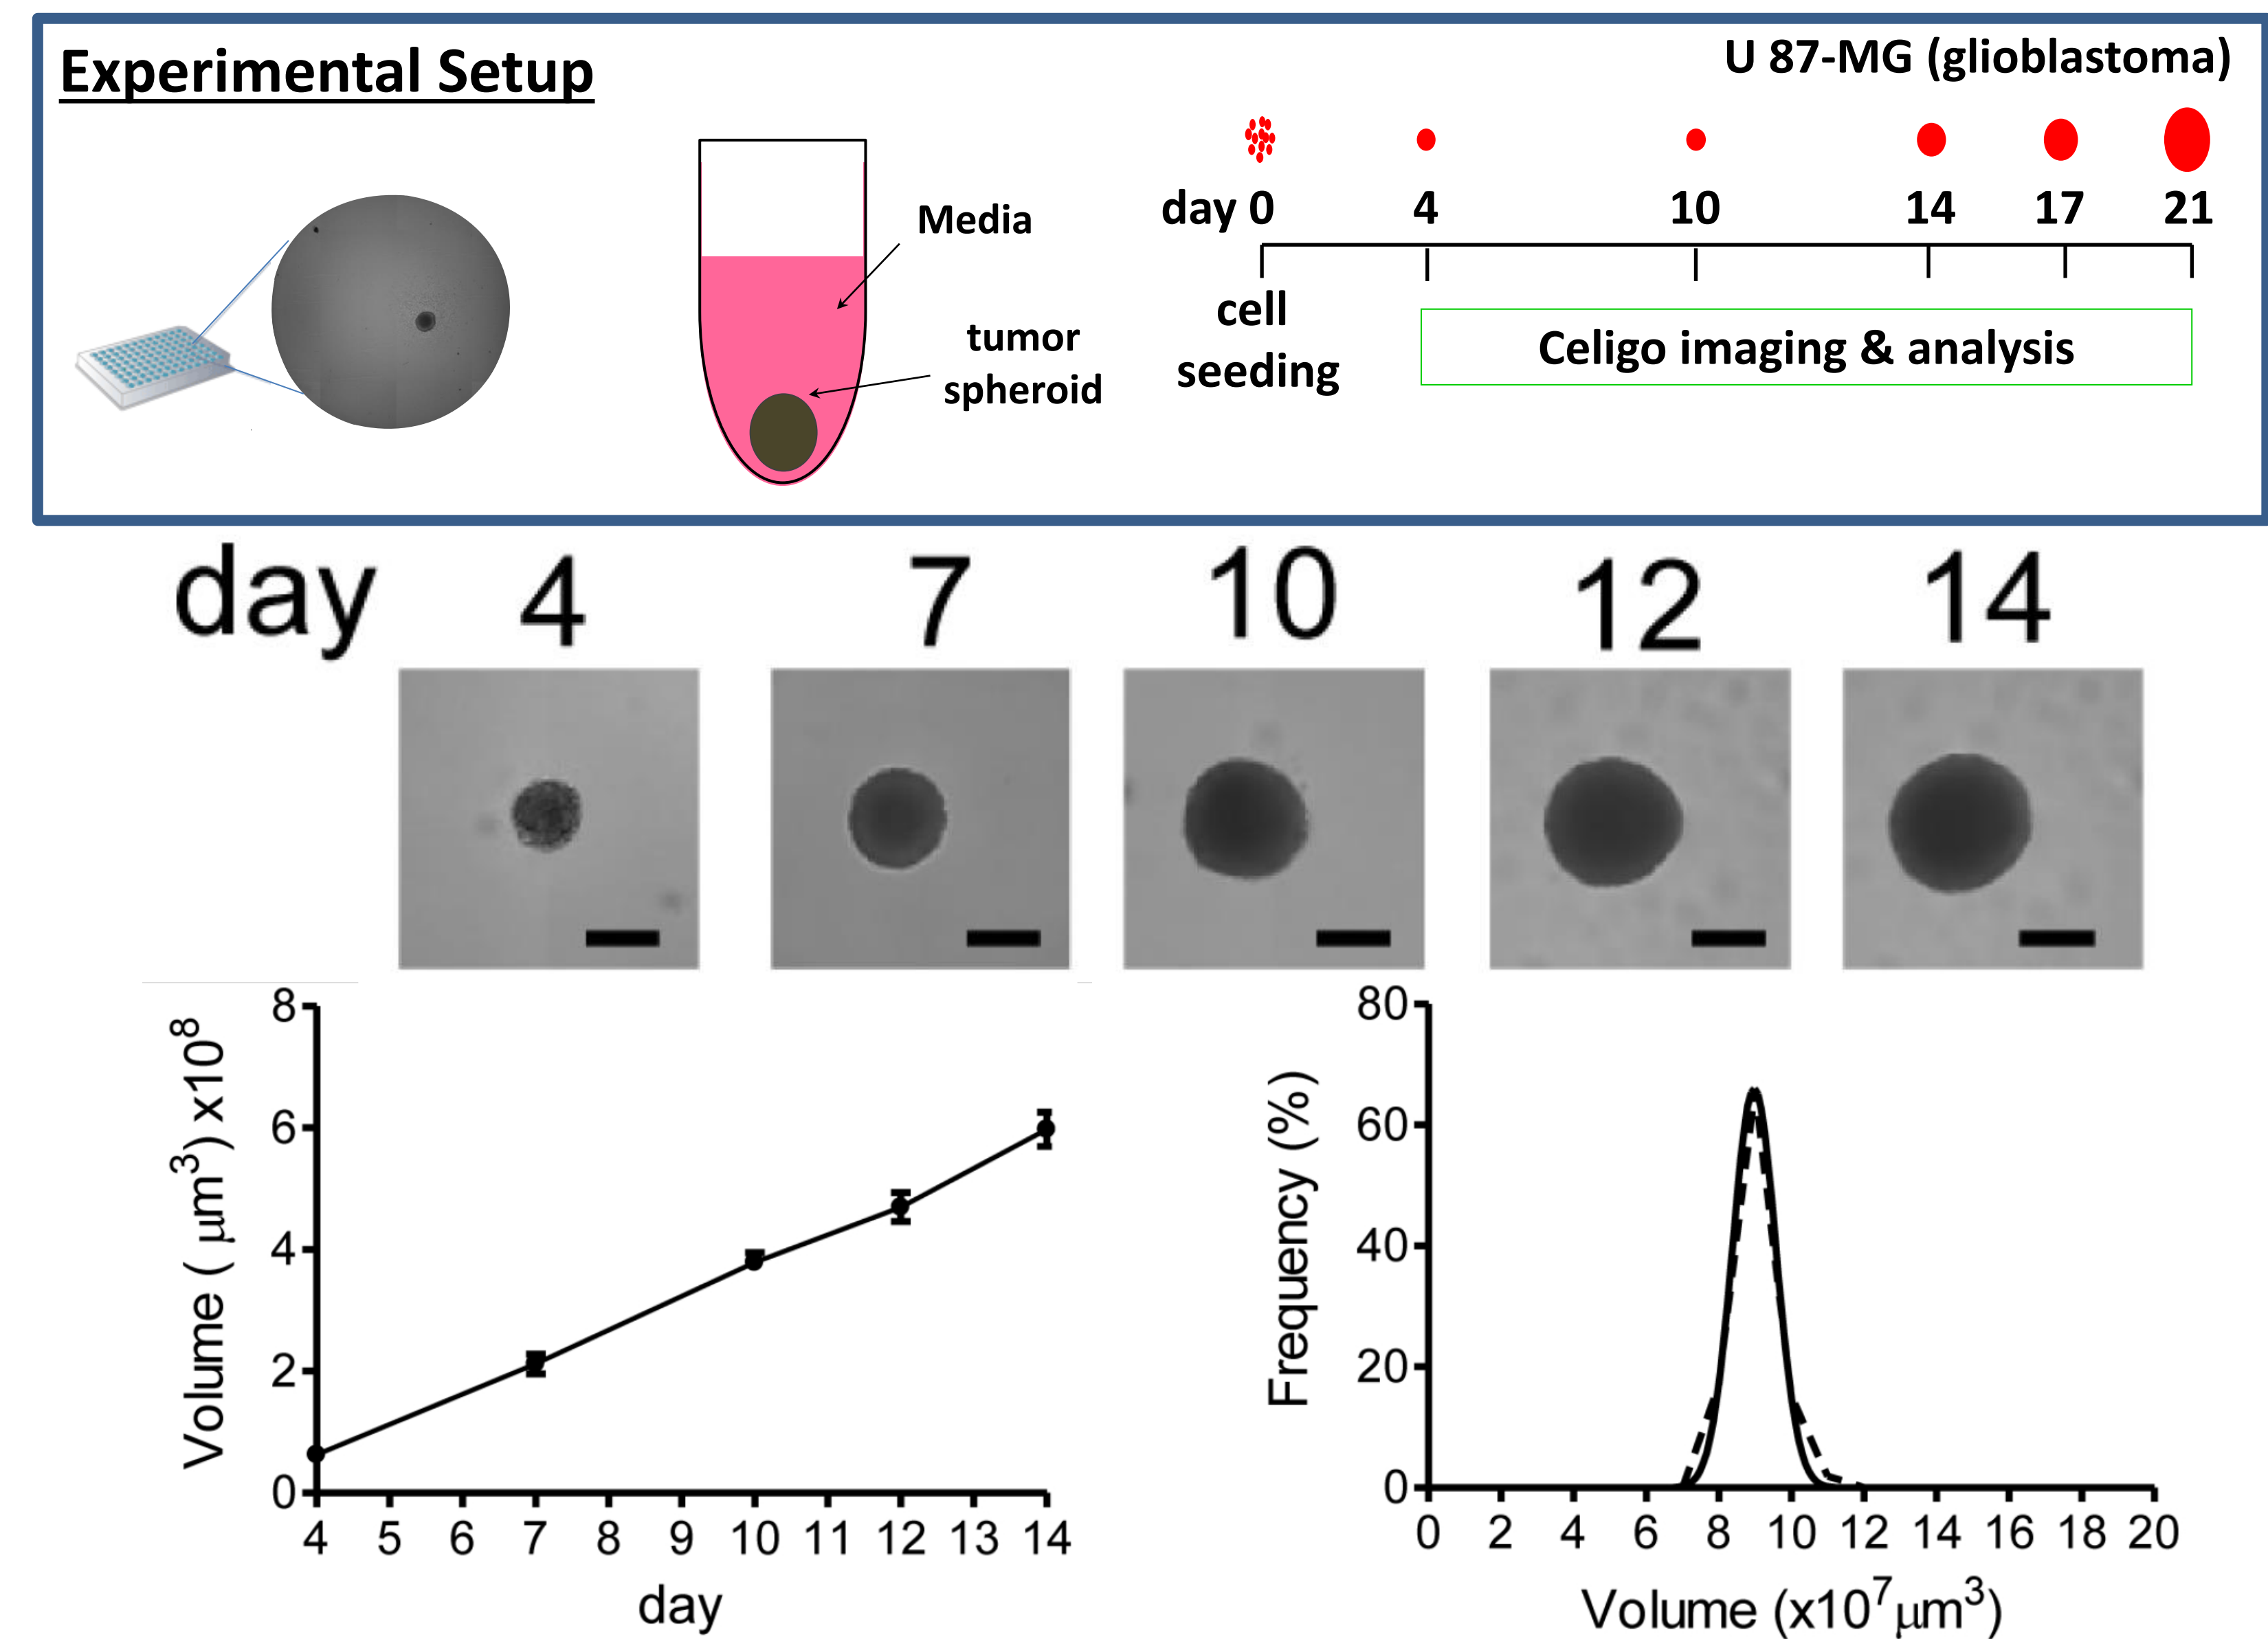 Experimental Setup
U 87-MG (glioblastoma)
Media
tumor
spheroid
day 0 4 10 14 17 21
cell
seeding
Celigo imaging & analysis
day 4 7 10 12 14
Volume ( μm³) x10⁸
8
6
4
2
0
4 5 6 7 8 9 10 11 12 13 14
day
Frequency (%)
80
60
40
20
0
0 2 4 6 8 10 12 14 16 18 20
Volume (x10⁷μm³)